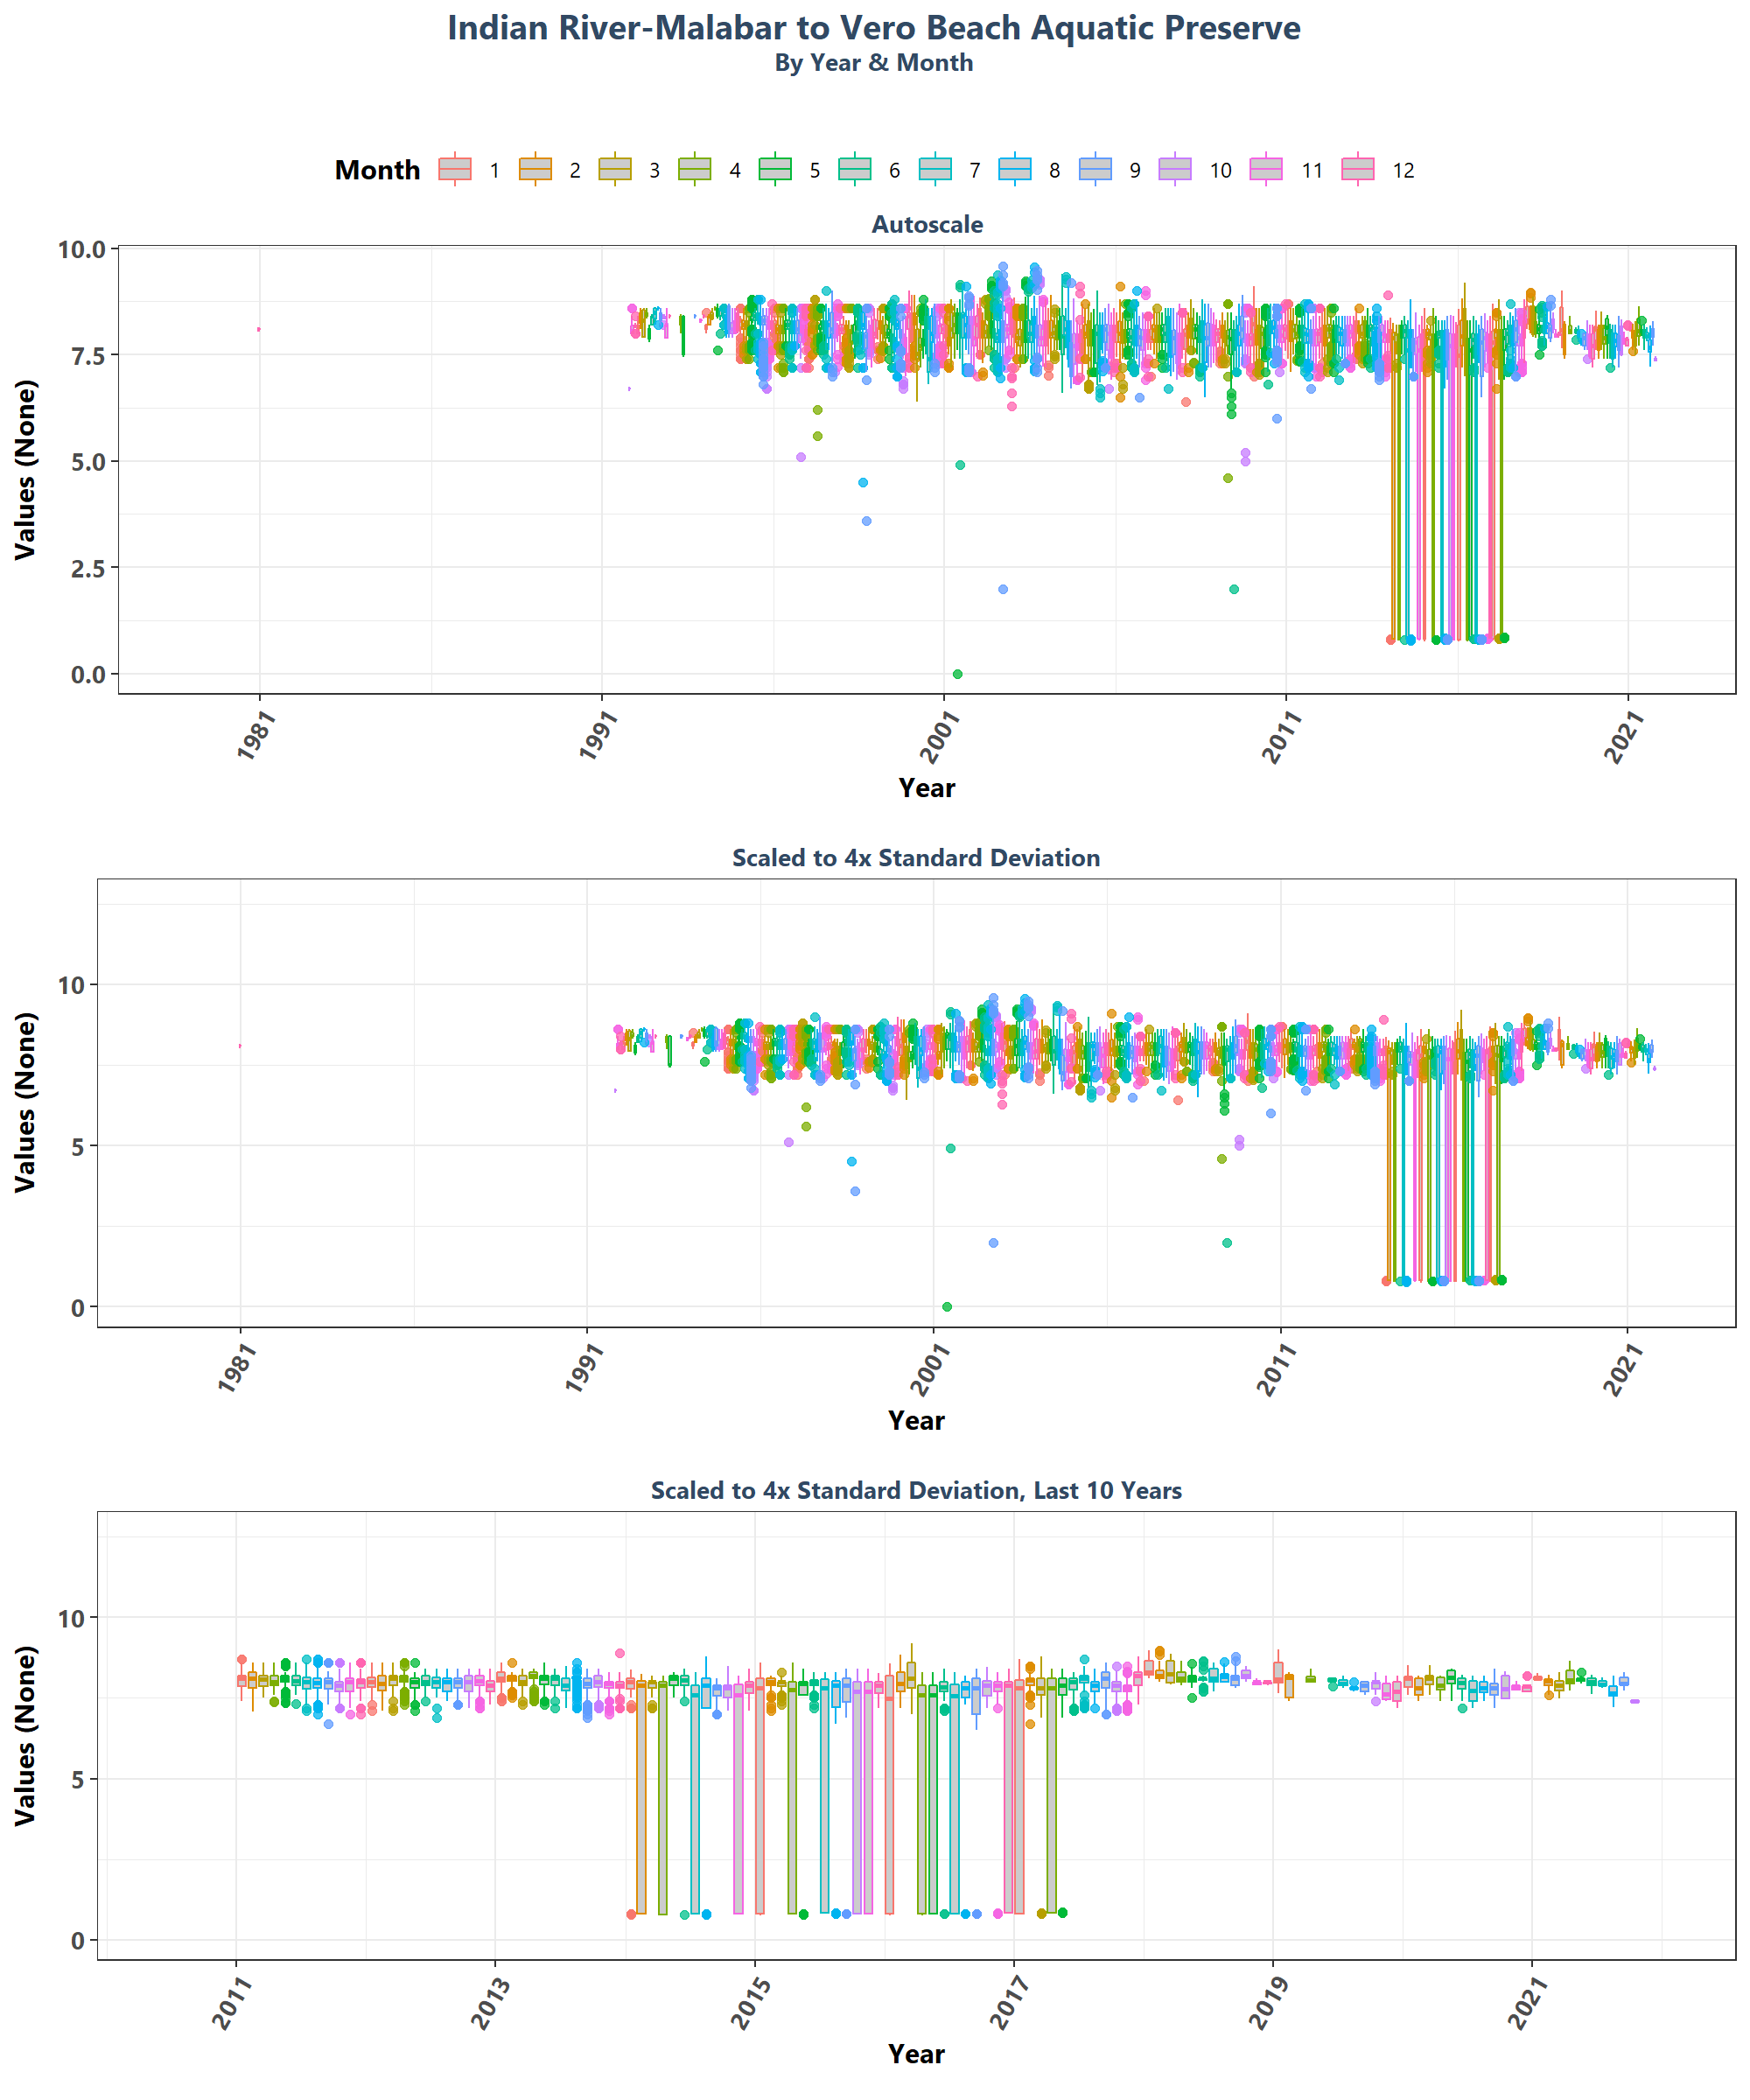 Indian River-Malabar to Vero Beach Aquatic Preserve
By Year & Month
Month 1 2 3 4 5 6 7 8 9 10 11 12
Autoscale
Values (None)
10.0
7.5
5.0
2.5
0.0
1981 1991 2001 2011 2021
Year
Scaled to 4x Standard Deviation
Values (None)
10
5
0
1981 1991 2001 2011 2021
Year
Scaled to 4x Standard Deviation, Last 10 Years
Values (None)
10
5
0
2011 2013 2015 2017 2019 2021
Year